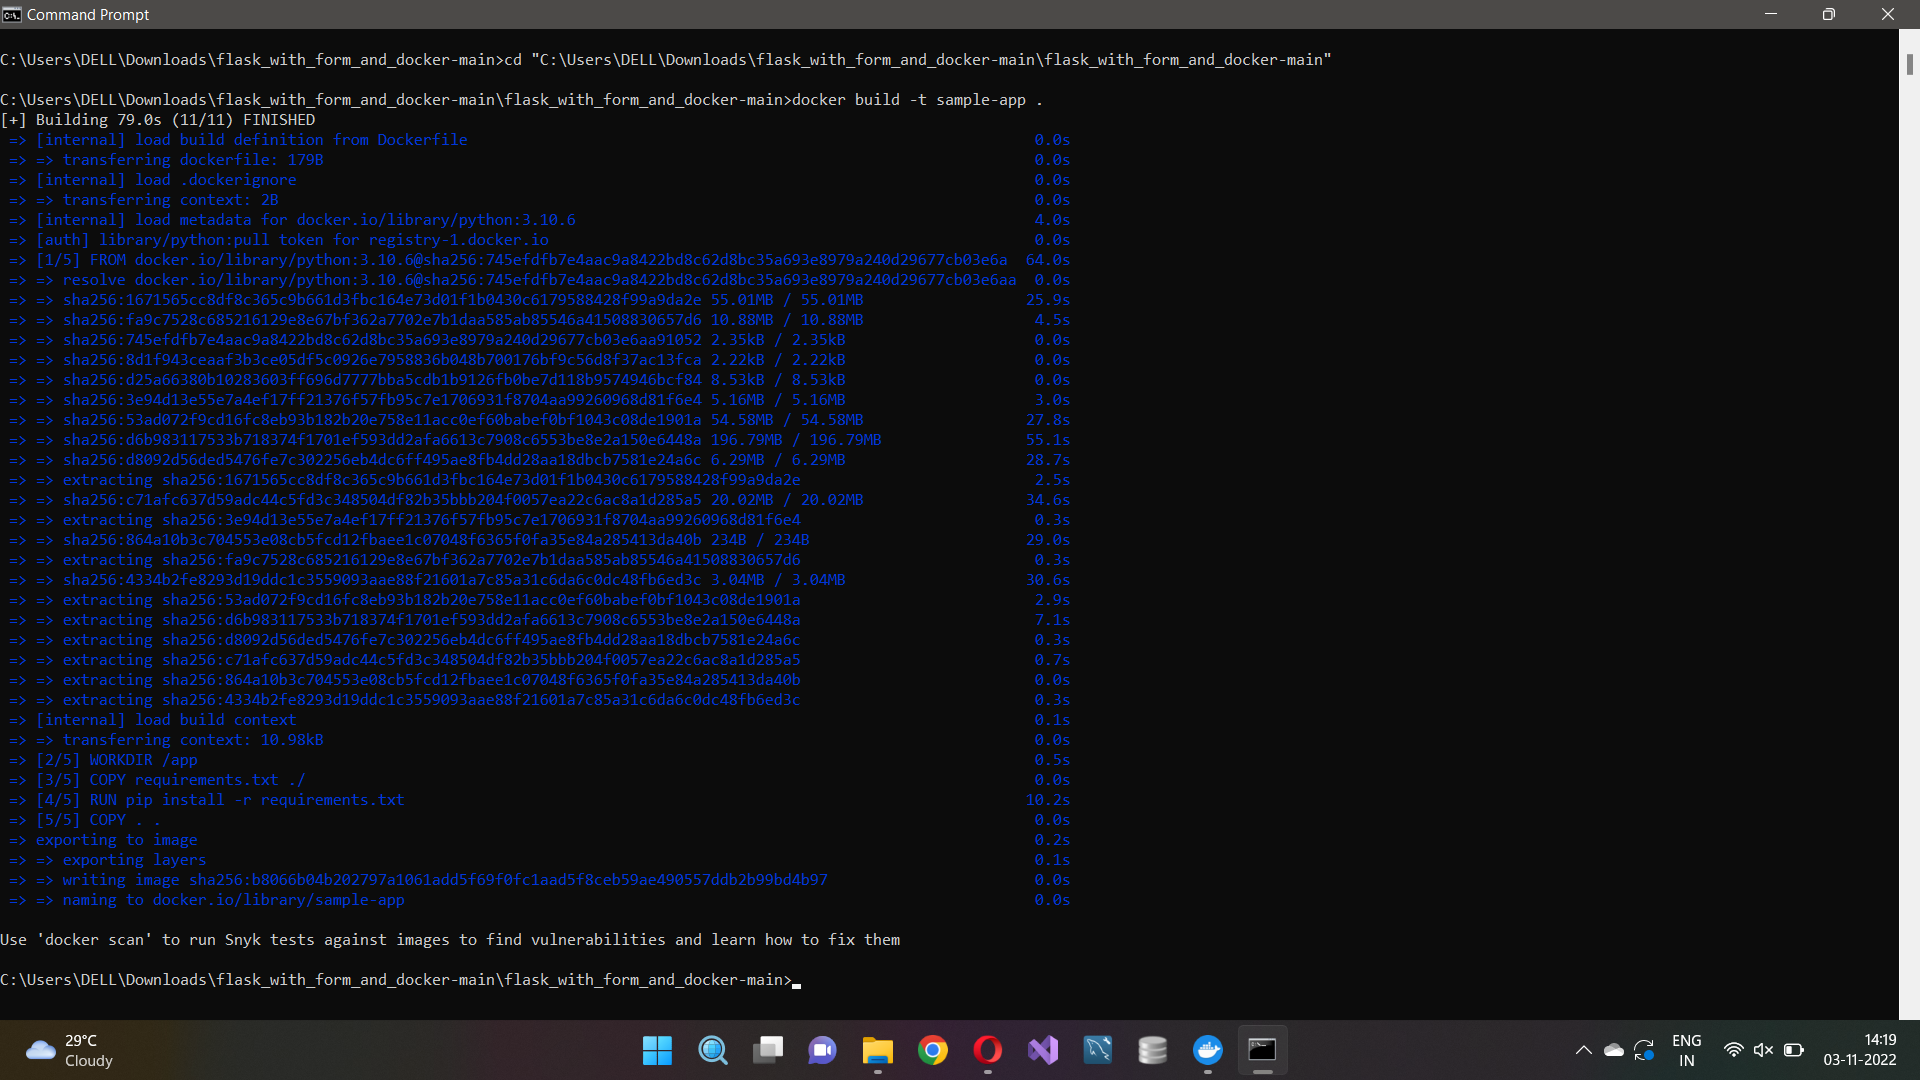 Command Prompt
C:\Users\DELL\Downloads\flask_with_form_and_docker-main>cd "C:\Users\DELL\Downloads\flask_with_form_and_docker-main\flask_with_form_and_docker-main"
C:\Users\DELL\Downloads\flask_with_form_and_docker-main\flask_with_form_and_docker-main>docker build -t sample-app .
[+] Building 79.0s (11/11) FINISHED
=> [internal] load build definition from Dockerfile 0.0s
=> => transferring dockerfile: 179B 0.0s
=> [internal] load .dockerignore 0.0s
=> => transferring context: 2B 0.0s
=> [internal] load metadata for docker.io/library/python:3.10.6 4.0s
=> [auth] library/python:pull token for registry-1.docker.io 0.0s
=> [1/5] FROM docker.io/library/python:3.10.6@sha256:745efdfb7e4aac9a8422bd8c62d8bc35a693e8979a240d29677cb03e6a 64.0s
=> => resolve docker.io/library/python:3.10.6@sha256:745efdfb7e4aac9a8422bd8c62d8bc35a693e8979a240d29677cb03e6aa 0.0s
=> => sha256:1671565cc8df8c365c9b661d3fbc164e73d01f1b0430c6179588428f99a9da2e 55.01MB / 55.01MB 25.9s
=> => sha256:fa9c7528c685216129e8e67bf362a7702e7b1daa585ab85546a41508830657d6 10.88MB / 10.88MB 4.5s
=> => sha256:745efdfb7e4aac9a8422bd8c62d8bc35a693e8979a240d29677cb03e6aa91052 2.35kB / 2.35kB 0.0s
=> => sha256:8d1f943ceaaf3b3ce05df5c0926e7958836b048b700176bf9c56d8f37ac13fca 2.22kB / 2.22kB 0.0s
=> => sha256:d25a66380b10283603ff696d7777bba5cdb1b9126fb0be7d118b9574946bcf84 8.53kB / 8.53kB 0.0s
=> => sha256:3e94d13e55e7a4ef17ff21376f57fb95c7e1706931f8704aa99260968d81f6e4 5.16MB / 5.16MB 3.0s
=> => sha256:53ad072f9cd16fc8eb93b182b20e758e11acc0ef60babef0bf1043c08de1901a 54.58MB / 54.58MB 27.8s
=> => sha256:d6b983117533b718374f1701ef593dd2afa6613c7908c6553be8e2a150e6448a 196.79MB / 196.79MB 55.1s
=> => sha256:d8092d56ded5476fe7c302256eb4dc6ff495ae8fb4dd28aa18dbcb7581e24a6c 6.29MB / 6.29MB 28.7s
=> => extracting sha256:1671565cc8df8c365c9b661d3fbc164e73d01f1b0430c6179588428f99a9da2e 2.5s
=> => sha256:c71afc637d59adc44c5fd3c348504df82b35bbb204f0057ea22c6ac8a1d285a5 20.02MB / 20.02MB 34.6s
=> => extracting sha256:3e94d13e55e7a4ef17ff21376f57fb95c7e1706931f8704aa99260968d81f6e4 0.3s
=> => sha256:864a10b3c704553e08cb5fcd12fbaee1c07048f6365f0fa35e84a285413da40b 234B / 234B 29.0s
=> => extracting sha256:fa9c7528c685216129e8e67bf362a7702e7b1daa585ab85546a41508830657d6 0.3s
=> => sha256:4334b2fe8293d19ddc1c3559093aae88f21601a7c85a31c6da6c0dc48fb6ed3c 3.04MB / 3.04MB 30.6s
=> => extracting sha256:53ad072f9cd16fc8eb93b182b20e758e11acc0ef60babef0bf1043c08de1901a 2.9s
=> => extracting sha256:d6b983117533b718374f1701ef593dd2afa6613c7908c6553be8e2a150e6448a 7.1s
=> => extracting sha256:d8092d56ded5476fe7c302256eb4dc6ff495ae8fb4dd28aa18dbcb7581e24a6c 0.3s
=> => extracting sha256:c71afc637d59adc44c5fd3c348504df82b35bbb204f0057ea22c6ac8a1d285a5 0.7s
=> => extracting sha256:864a10b3c704553e08cb5fcd12fbaee1c07048f6365f0fa35e84a285413da40b 0.0s
=> => extracting sha256:4334b2fe8293d19ddc1c3559093aae88f21601a7c85a31c6da6c0dc48fb6ed3c 0.3s
=> [internal] load build context 0.1s
=> => transferring context: 10.98kB 0.0s
=> [2/5] WORKDIR /app 0.5s
=> [3/5] COPY requirements.txt ./ 0.0s
=> [4/5] RUN pip install -r requirements.txt 10.2s
=> [5/5] COPY . . 0.0s
=> exporting to image 0.2s
=> => exporting layers 0.1s
=> => writing image sha256:b8066b04b202797a1061add5f69f0fc1aad5f8ceb59ae490557ddb2b99bd4b97 0.0s
=> => naming to docker.io/library/sample-app 0.0s
Use 'docker scan' to run Snyk tests against images to find vulnerabilities and learn how to fix them
C:\Users\DELL\Downloads\flask_with_form_and_docker-main\flask_with_form_and_docker-main>
29°C
Cloudy
ENG
IN
14:19
03-11-2022